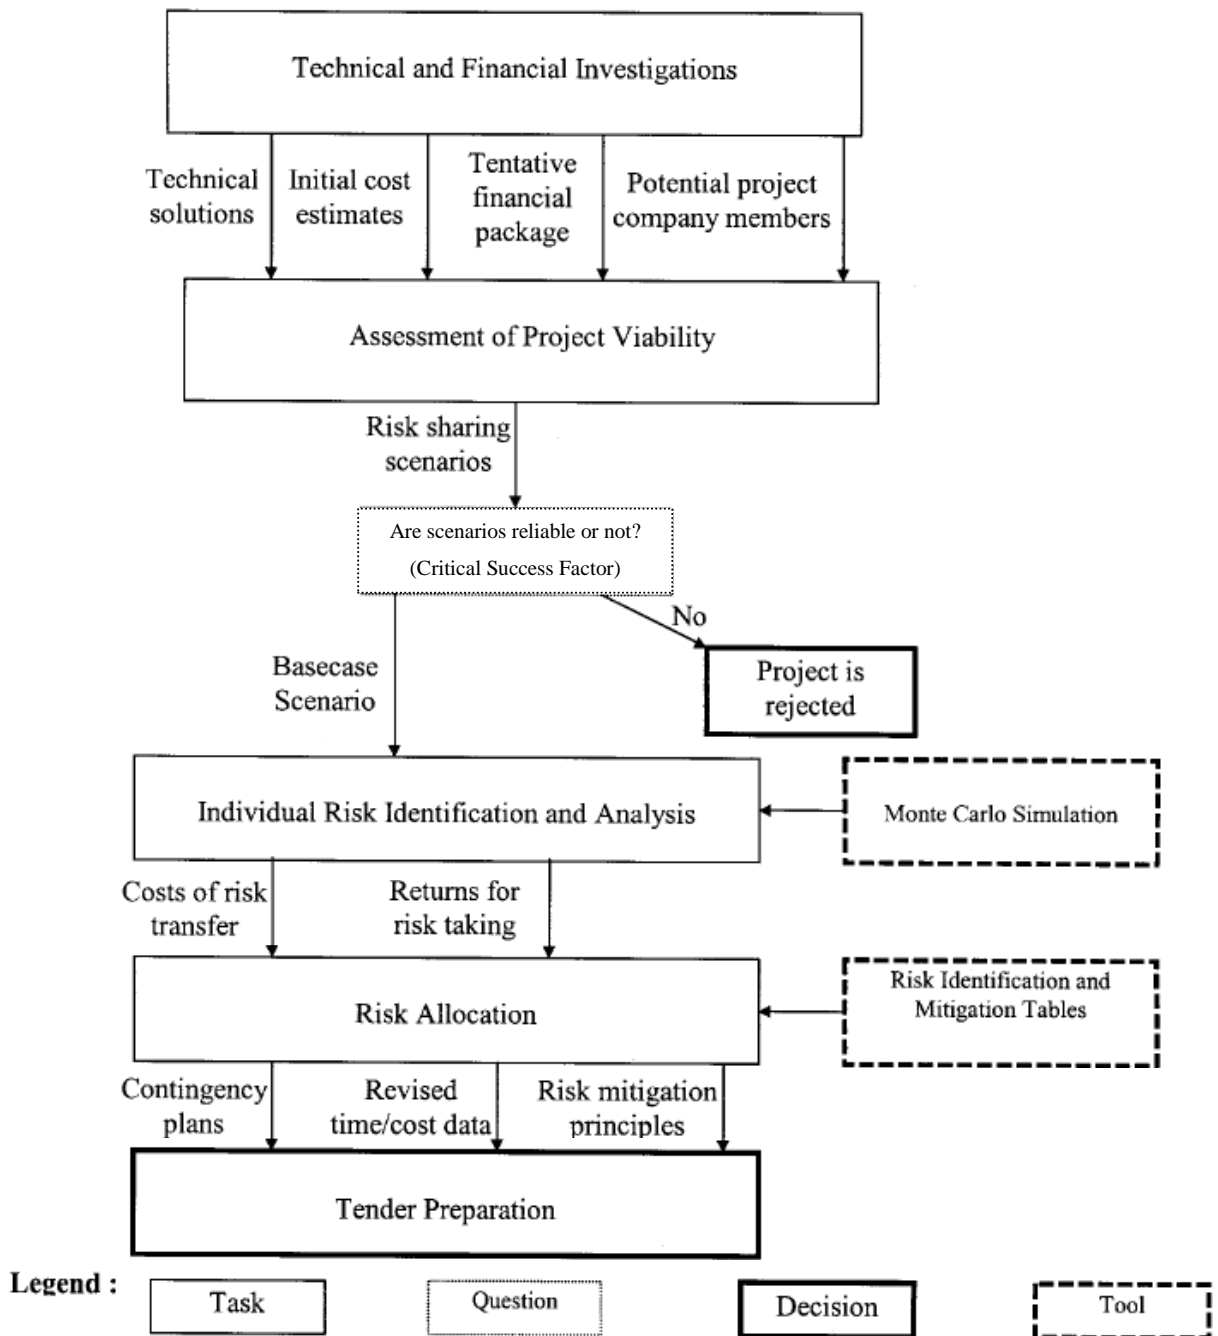 Technical and Financial Investigations
Technical
solutions
Initial cost
estimates
Tentative
financial
package
Potential project
company members
Assessment of Project Viability
Risk sharing
scenarios
Are scenarios reliable or not?
(Critical Success Factor)
No
Basecase
Scenario
Project is
rejected
Individual Risk Identification and Analysis
Monte Carlo Simulation
Costs of risk
transfer
Returns for
risk taking
Risk Allocation
Risk Identification and
Mitigation Tables
Contingency
plans
Revised
time/cost data
Risk mitigation
principles
Tender Preparation
Legend :
Task
Question
Decision
Tool